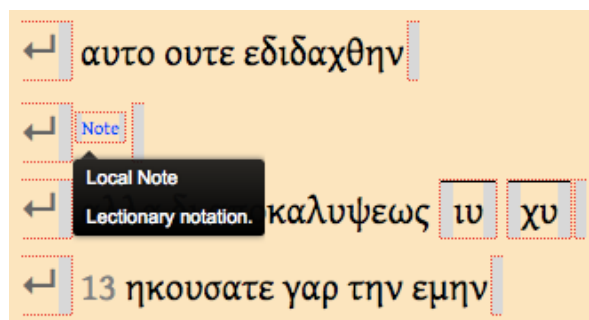 αυτο ουτε εδιδαχθην
Note
Local Note
Lectionary notation.
καλυψεως ιυ χυ
13 ηκουσατε γαρ την εμην